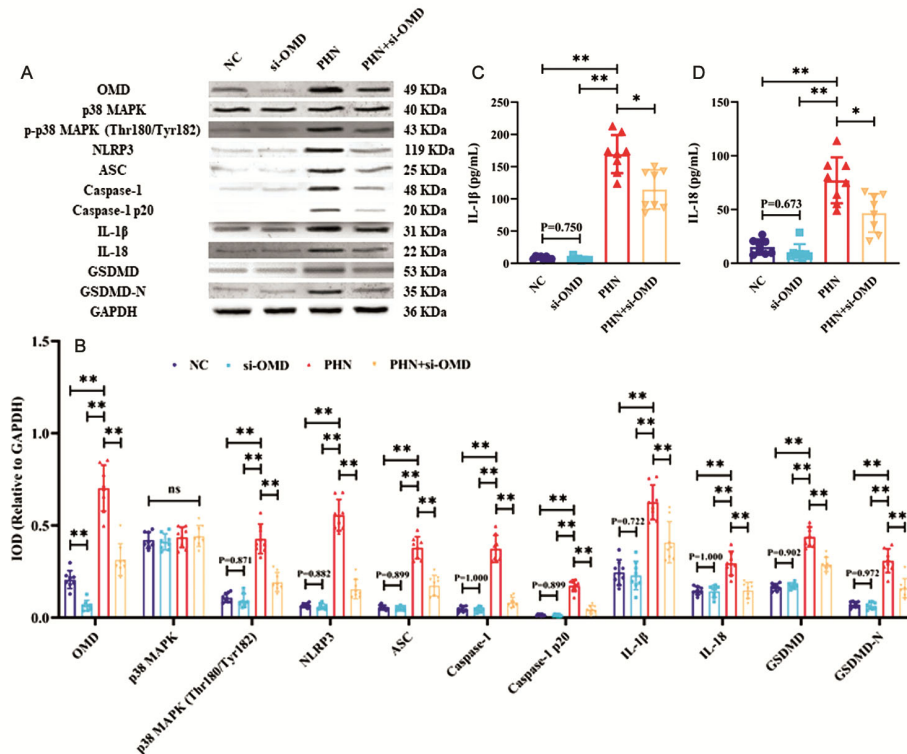 A
NC si-OMD PHN PHN+si-OMD
OMD 49 KDa
p38 MAPK 40 KDa
p-p38 MAPK (Thr180/Tyr182) 43 KDa
NLRP3 119 KDa
ASC 25 KDa
Caspase-1 48 KDa
Caspase-1 p20 20 KDa
IL-1β 31 KDa
IL-18 22 KDa
GSDMD 53 KDa
GSDMD-N 35 KDa
GAPDH 36 KDa
C
IL-1β (pg/mL)
250
200
150
100
50
0
**
**
*
P=0.750
NC si-OMD PHN PHN+si-OMD
D
IL-18 (pg/mL)
150
100
50
0
**
**
*
P=0.673
NC si-OMD PHN PHN+si-OMD
B
NC si-OMD PHN PHN+si-OMD
IOD (Relative to GAPDH)
1.5
1.0
0.5
0.0
** ** ** **
ns
** ** ** P=0.871
** ** ** P=0.882
** ** ** P=0.899
** ** ** P=1.000
** ** ** P=0.899
** ** ** P=0.722
** ** ** P=1.000
** ** ** P=0.902
** ** ** P=0.972
OMD
p38 MAPK
p38 MAPK (Thr180/Tyr182)
NLRP3
ASC
Caspase-1
Caspase-1 p20
IL-1β
IL-18
GSDMD
GSDMD-N